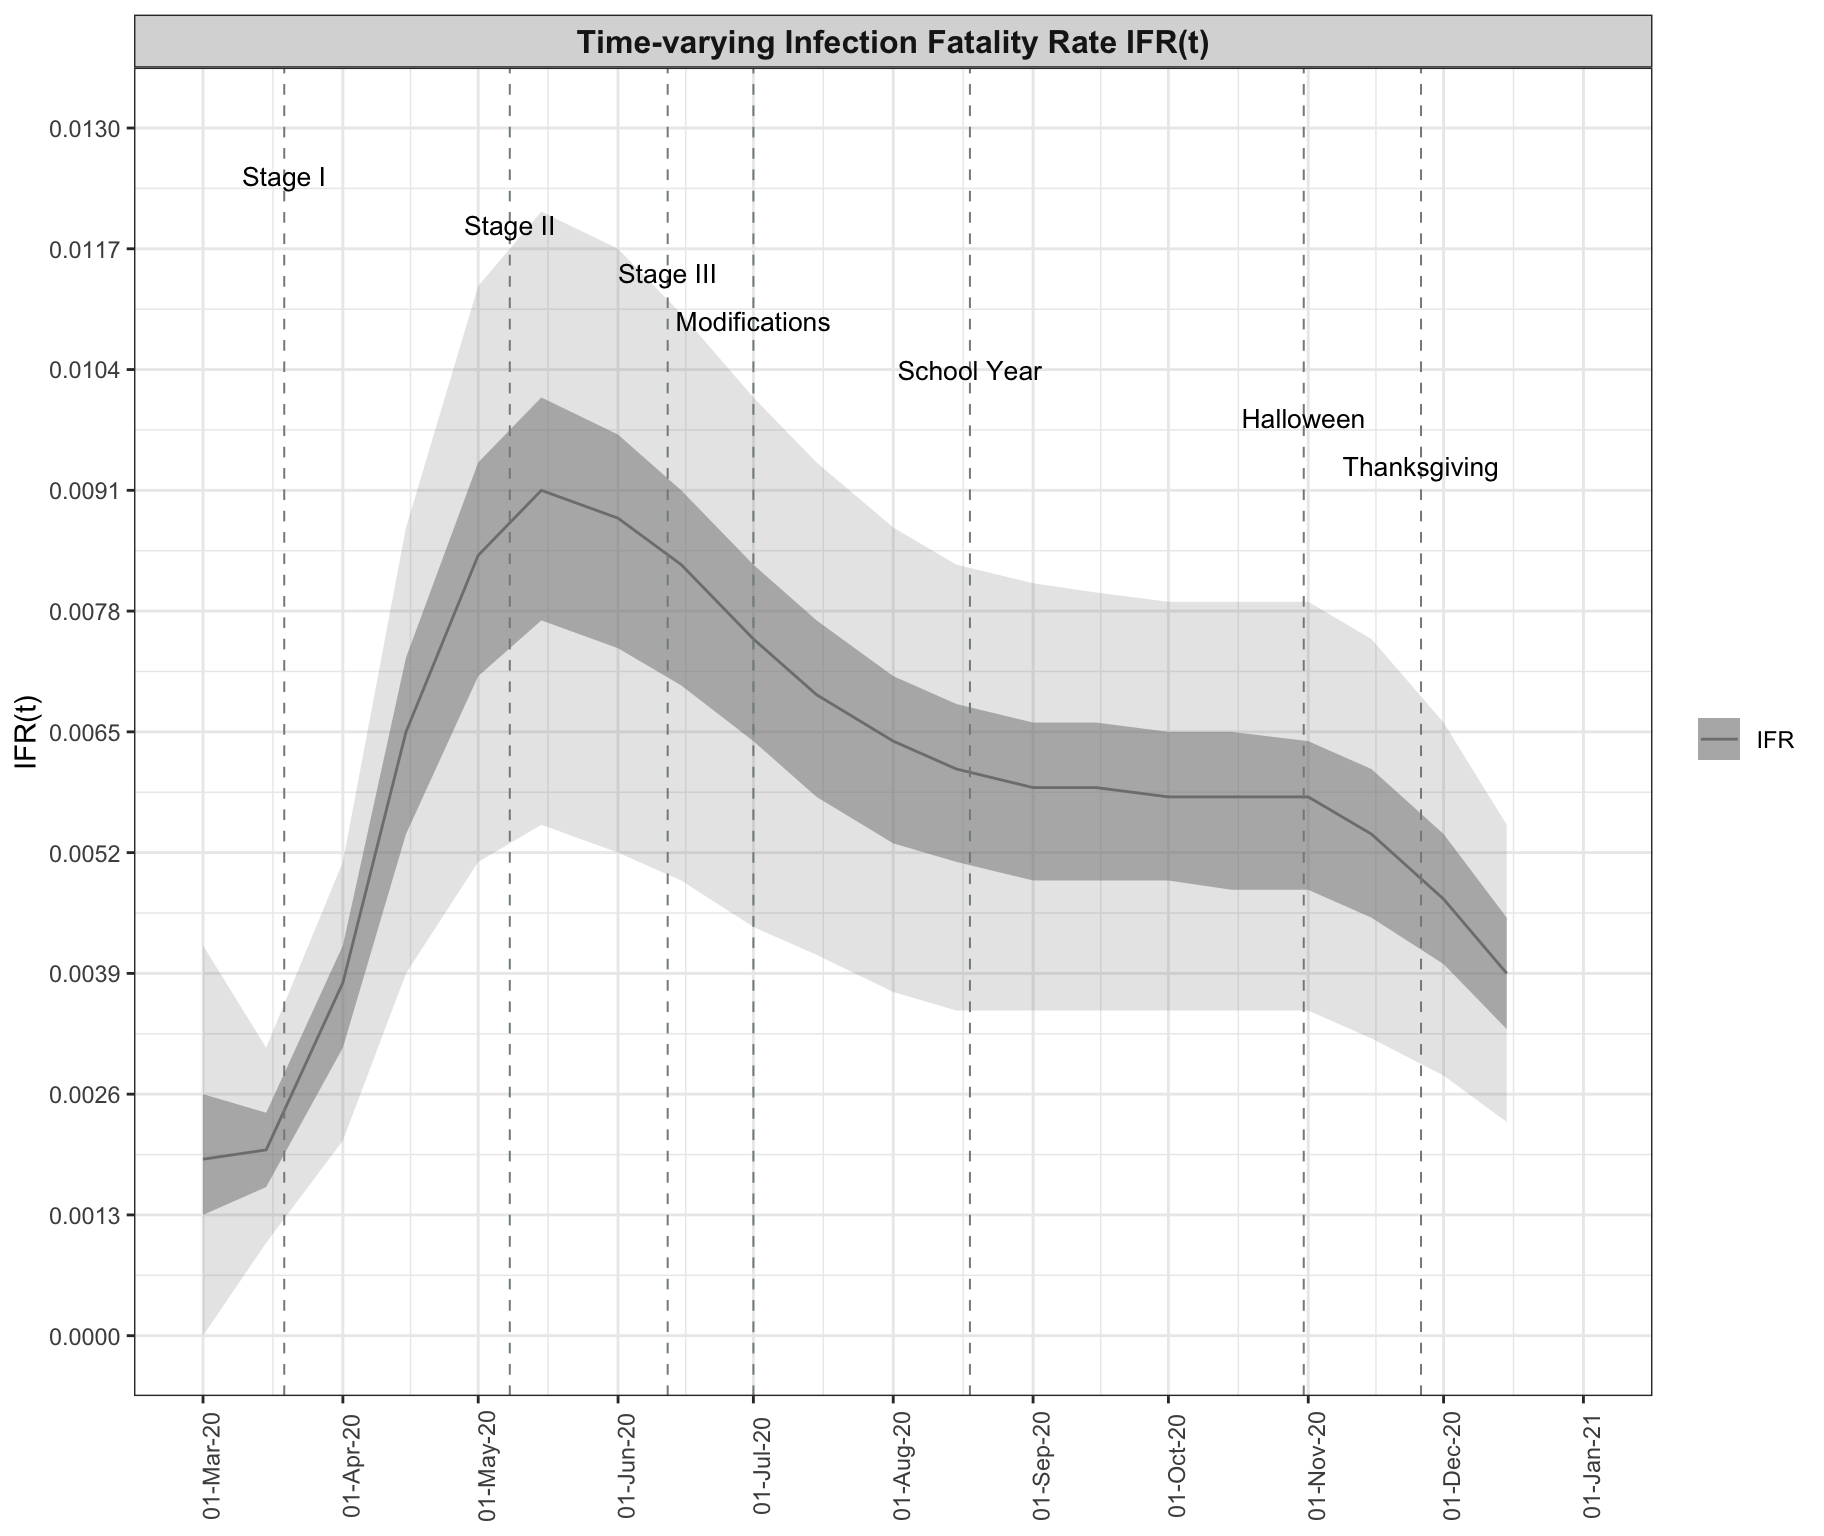 Time-varying Infection Fatality Rate IFR(t)
0.0130
Stage I
Stage II
0.0117
Stage III
Modifications
0.0104
School Year
Halloween
Thanksgiving
0.0091
0.0078
0.0065
IFR(t)
IFR
0.0052
0.0039
0.0026
0.0013
0.0000
01-Mar-20
01-Apr-20
01-May-20
01-Jun-20
01-Jul-20
01-Aug-20
01-Sep-20
01-Oct-20
01-Nov-20
01-Dec-20
01-Jan-21